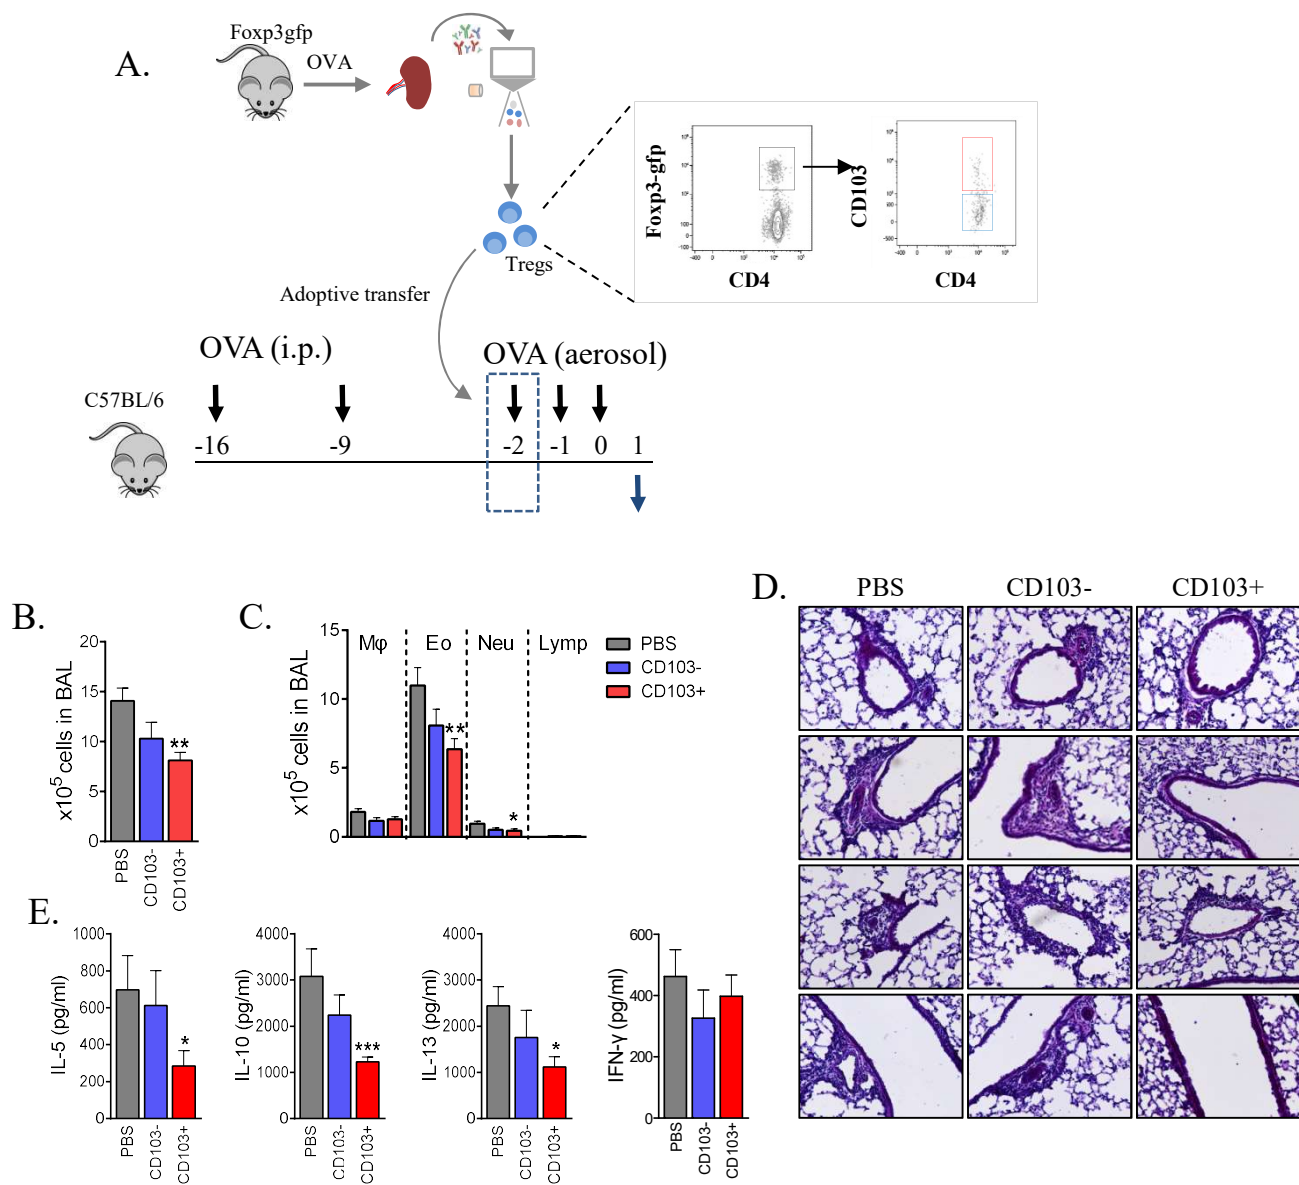 A.
Foxp3gfp
OVA
Tregs
Adoptive transfer
Foxp3-gfp
CD4
CD103
CD4
OVA (i.p.)
OVA (aerosol)
C57BL/6
-16 -9 -2 -1 0 1
B.
x10⁵ cells in BAL
20
15
10
5
0
**
PBS CD103- CD103+
C.
x10⁵ cells in BAL
15
10
5
0
Mφ Eo Neu Lymp
**
*
PBS
CD103-
CD103+
D.
PBS CD103- CD103+
E.
IL-5 (pg/ml)
1000
800
600
400
200
0
*
PBS CD103- CD103+
IL-10 (pg/ml)
4000
3000
2000
1000
0
***
PBS CD103- CD103+
IL-13 (pg/ml)
4000
3000
2000
1000
0
*
PBS CD103- CD103+
IFN-γ (pg/ml)
600
400
200
0
PBS CD103- CD103+